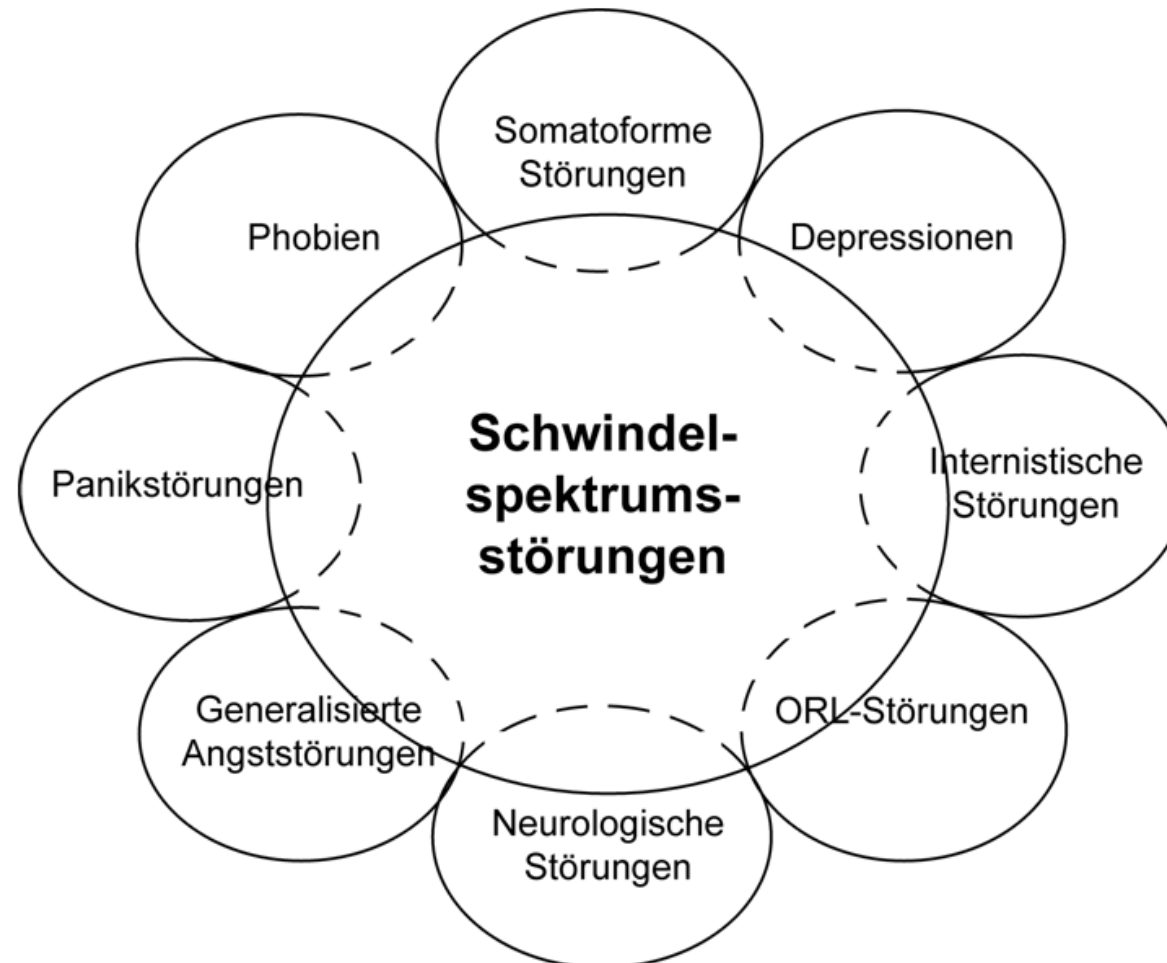 Somatoforme
Störungen
Phobien
Depressionen
Schwindel-
spektrums-
störungen
Panikstörungen
Internistische
Störungen
Generalisierte
Angststörungen
ORL-Störungen
Neurologische
Störungen